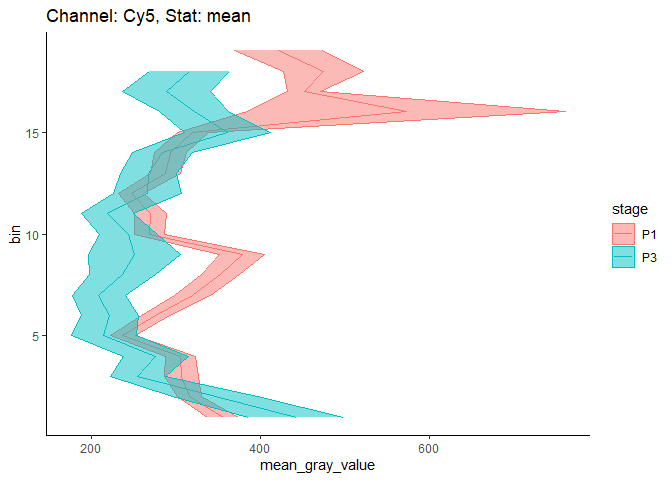 Channel: Cy5, Stat: mean
15
10
5
bin
200
400
600
mean_gray_value
stage
P1
P3